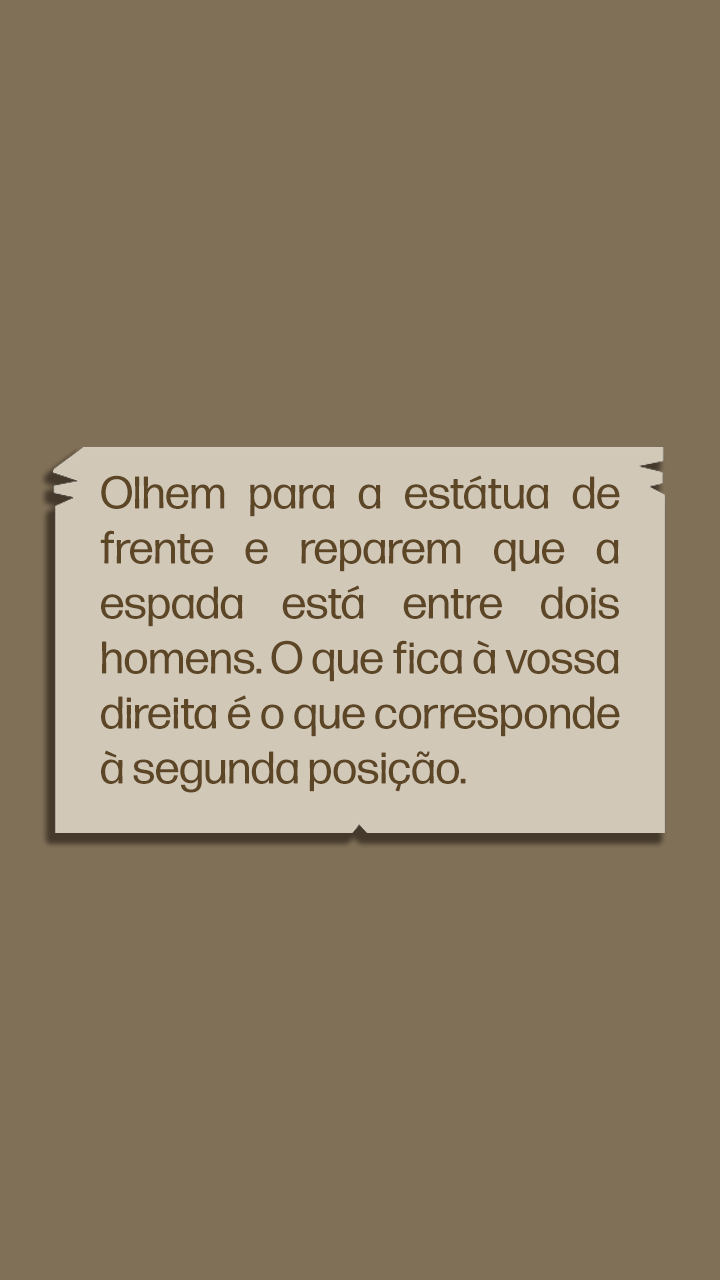 Olhem para a estátua de
frente e reparem que a
espada está entre dois
homens. O que fica à vossa
direita é o que corresponde
à segunda posição.